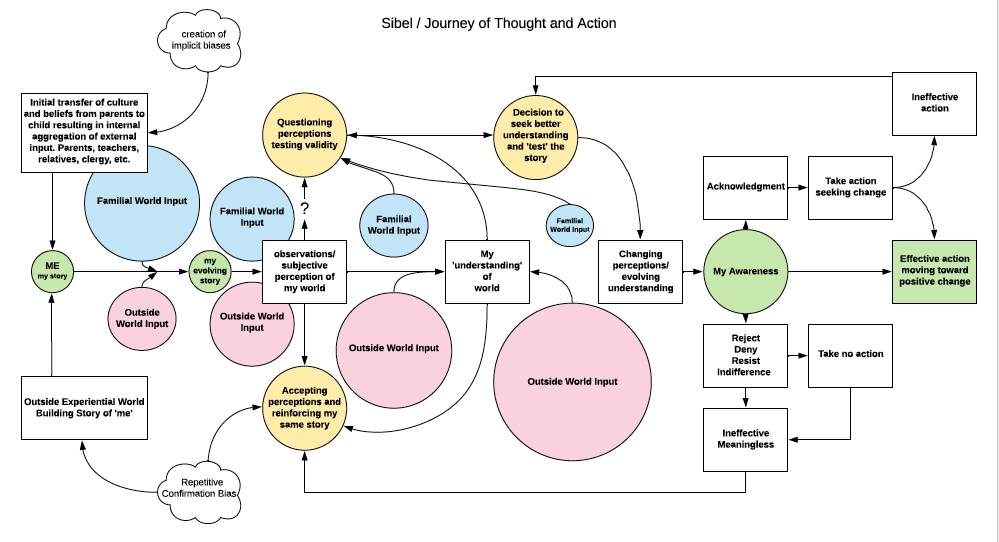 Sibel / Journey of Thought and Action
creation of
implicit biases
Initial transfer of culture
and beliefs from parents to
child resulting in internal
aggregation of external
input. Parents, teachers,
relatives, clergy, etc.
Questioning
perceptions
testing validity
Decision to
seek better
understanding
and 'test' the
story
Ineffective
action
Familial World Input
Familial World
Input
?
Familial
World Input
Familial
World Input
Acknowledgment
Take action
seeking change
ME
my story
my
evolving
story
observations/
subjective
perception of
my world
My
'understanding'
of
world
Changing
perceptions/
evolving
understanding
My Awareness
Effective action
moving toward
positive change
Outside
World Input
Outside World
Input
Outside World Input
Outside World Input
Reject
Deny
Resist
Indifference
Take no action
Outside Experiential World
Building Story of 'me'
Accepting
perceptions and
reinforcing my
same story
Ineffective
Meaningless
Repetitive
Confirmation Bias